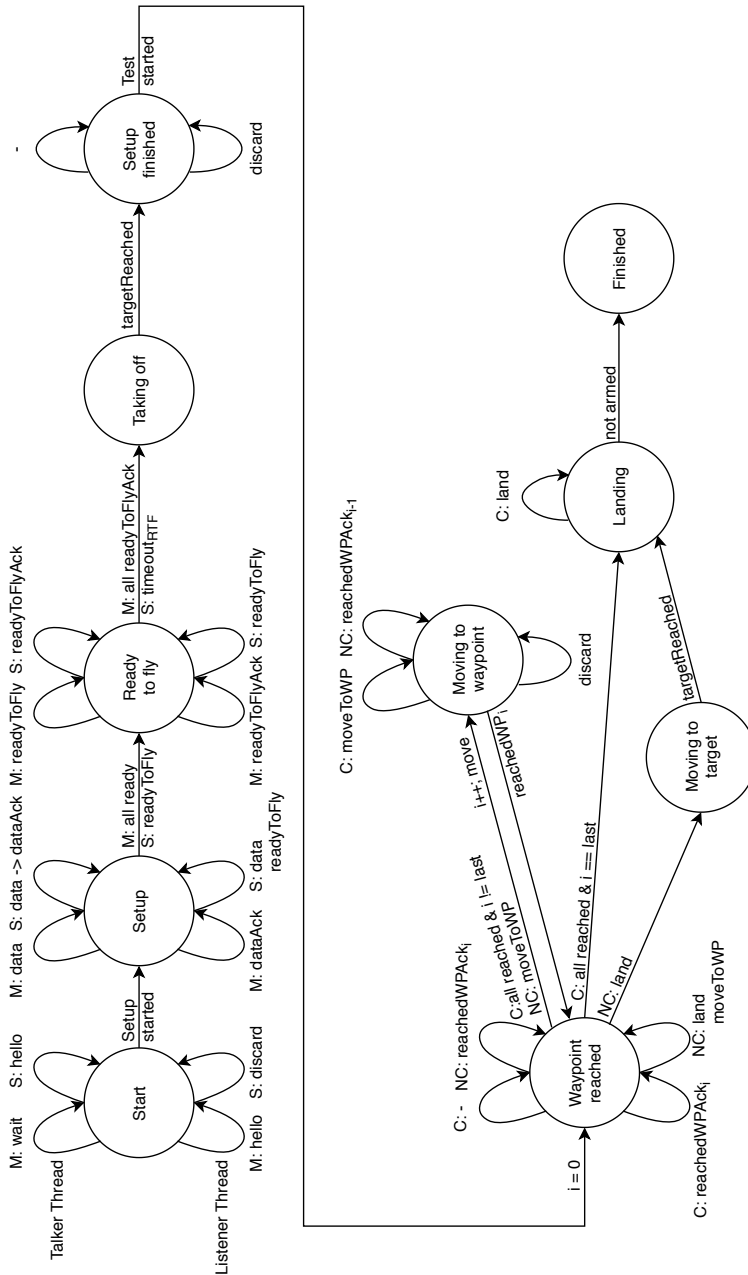 Talker Thread
Listener Thread
M: wait
S: hello
Start
M: hello
S: discard
Setup
started
M: data
S: data -> dataAck
Setup
M: dataAck
S: data
readyToFly
M: all ready
S: readyToFly
M: readyToFly
S: readyToFlyAck
Ready
to fly
M: readyToFlyAck
S: readyToFly
M: all readyToFlyAck
S: timeoutRTF
Taking off
targetReached
-
Setup
finished
discard
Test
started
i = 0
C: -
NC: reachedWPAcki
Waypoint
reached
C: reachedWPAcki
NC: land
moveToWP
C:all reached & i != last
NC: moveToWP
i++; move
reachedWPi
C: moveToWP
NC: reachedWPAcki-1
Moving to
waypoint
discard
C: all reached & i == last
NC: land
Moving to
target
targetReached
C: land
Landing
not armed
Finished